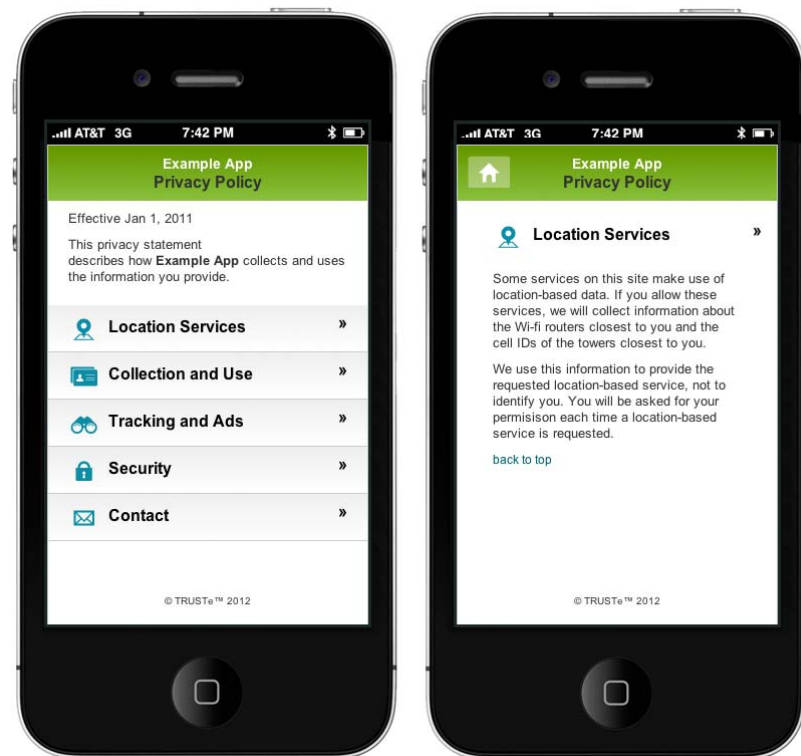 AT&T 3G 7:42 PM
Example App
Privacy Policy
Effective Jan 1, 2011
This privacy statement
describes how Example App collects and uses
the information you provide.
Location Services »
Collection and Use »
Tracking and Ads »
Security »
Contact »
© TRUSTe™ 2012
AT&T 3G 7:42 PM
Example App
Privacy Policy
Location Services »
Some services on this site make use of
location-based data. If you allow these
services, we will collect information about
the Wi-fi routers closest to you and the
cell IDs of the towers closest to you.
We use this information to provide the
requested location-based service, not to
identify you. You will be asked for your
permisison each time a location-based
service is requested.
back to top
© TRUSTe™ 2012